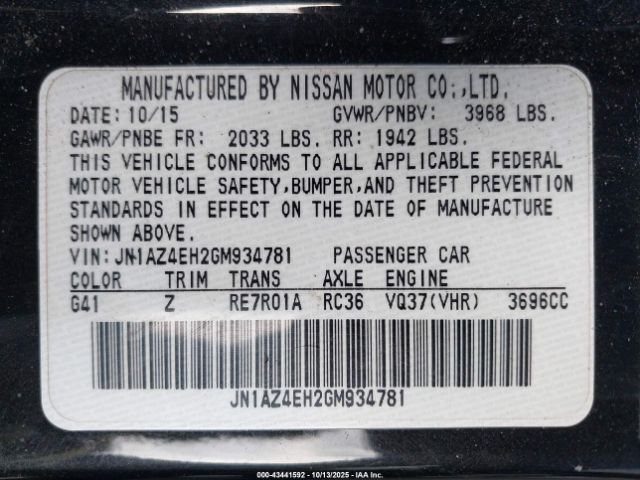 MANUFACTURED BY NISSAN MOTOR CO.,LTD.
DATE: 10/15 GVWR/PNBV: 3968 LBS.
GAWR/PNBE FR: 2033 LBS. RR: 1942 LBS.
THIS VEHICLE CONFORMS TO ALL APPLICABLE FEDERAL
MOTOR VEHICLE SAFETY,BUMPER,AND THEFT PREVENTION
STANDARDS IN EFFECT ON THE DATE OF MANUFACTURE
SHOWN ABOVE.
VIN: JN1AZ4EH2GM934781 PASSENGER CAR
COLOR TRIM TRANS AXLE ENGINE
G41 Z RE7R01A RC36 VQ37(VHR) 3696CC
JN1AZ4EH2GM934781
000-43441592 - 10/13/2025 - IAA Inc.